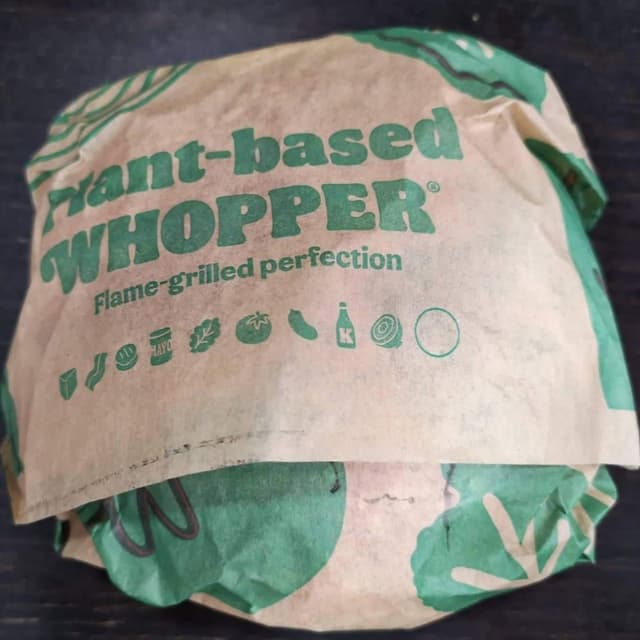 Plant-based
WHOPPER®
Flame-grilled perfection
MAYO
K